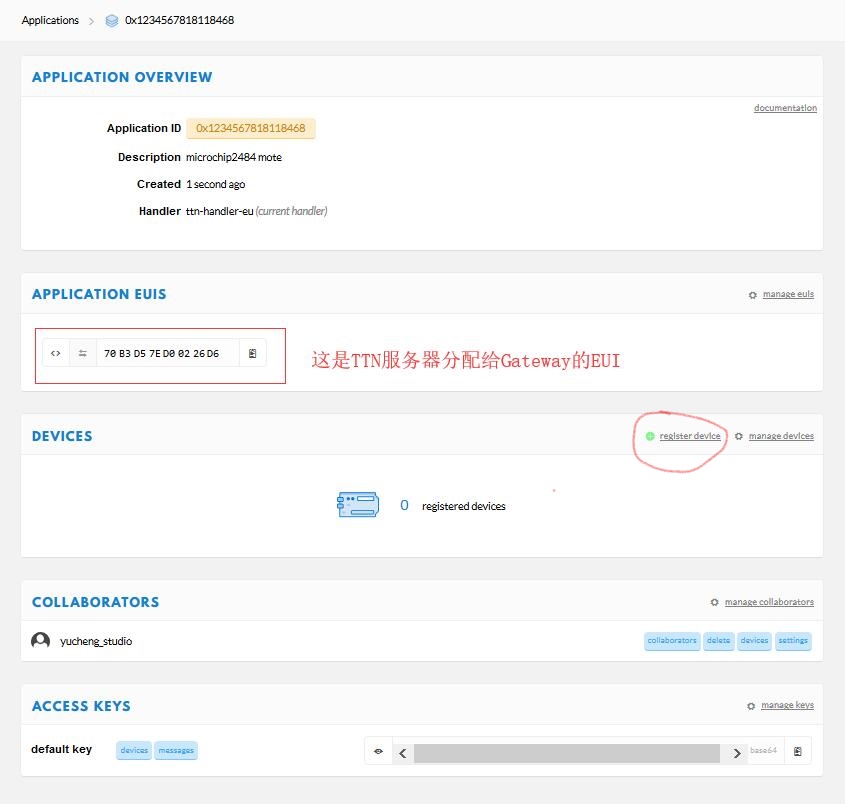 Applications > 0x1234567818118468
APPLICATION OVERVIEW
documentation
Application ID 0x1234567818118468
Description microchip2484 mote
Created 1 second ago
Handler ttn-handler-eu (current handler)
APPLICATION EUIS
manage euis
<> 70 B3 D5 7E D0 02 26 D6
这是TTN服务器分配给Gateway的EUI
DEVICES
register device manage devices
0 registered devices
COLLABORATORS
manage collaborators
yucheng_studio
collaborators delete devices settings
ACCESS KEYS
manage keys
default key devices messages base64